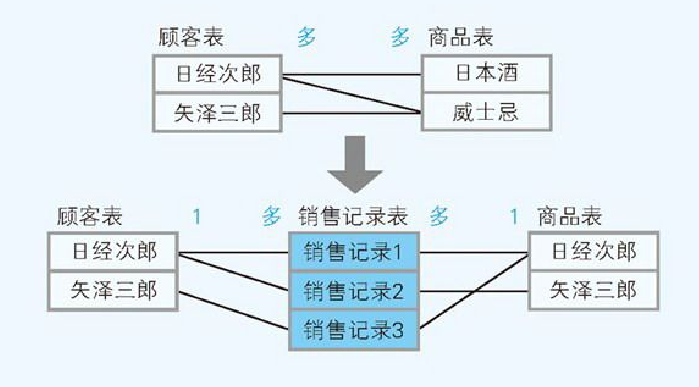 顾客表 多 多 商品表
日经次郎 日本酒
矢泽三郎 威士忌
顾客表 1 多 销售记录表 多 1 商品表
日经次郎 销售记录1 日经次郎
矢泽三郎 销售记录2 矢泽三郎
销售记录3